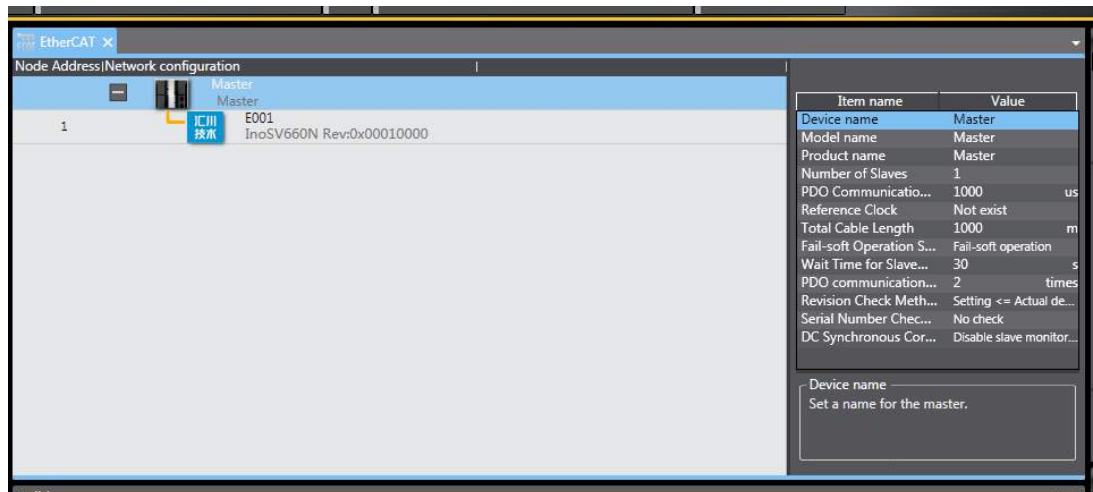 EtherCAT ×
Node Address|Network configuration
Master
Master
1
汇川
技术
E001
InoSV660N Rev:0x00010000
Item name Value
Device name Master
Model name Master
Product name Master
Number of Slaves 1
PDO Communicatio... 1000 us
Reference Clock Not exist
Total Cable Length 1000 m
Fail-soft Operation S... Fail-soft operation
Wait Time for Slave... 30 s
PDO communication... 2 times
Revision Check Meth... Setting <= Actual de...
Serial Number Chec... No check
DC Synchronous Cor... Disable slave monitor...
Device name
Set a name for the master.